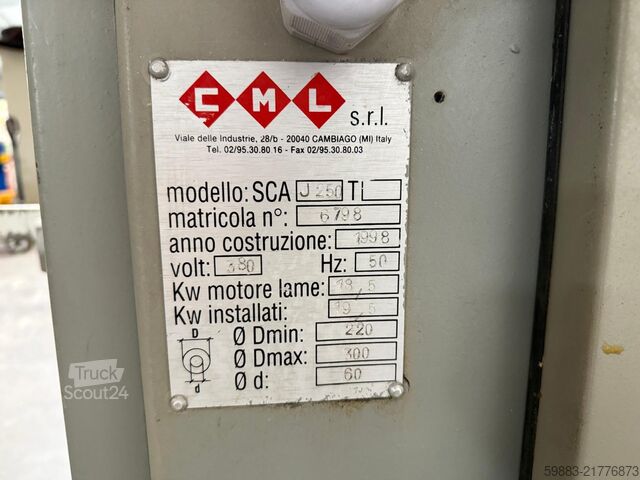 CML
s.r.l.
Viale delle Industrie, 28/b - 20040 CAMBIAGO (MI) Italy
Tel. 02/95.30.80 16 - Fax 02/95.30.80.03
modello: SCA J250 TL
matricola n°: 6798
anno costruzione: 1998
volt: 380 Hz: 50
Kw motore lame: 18,5
Kw installati: 19,5
D Ø Dmin: 220
Ø Dmax: 300
d Ø d: 60
Truck
Scout24
59883-21776873